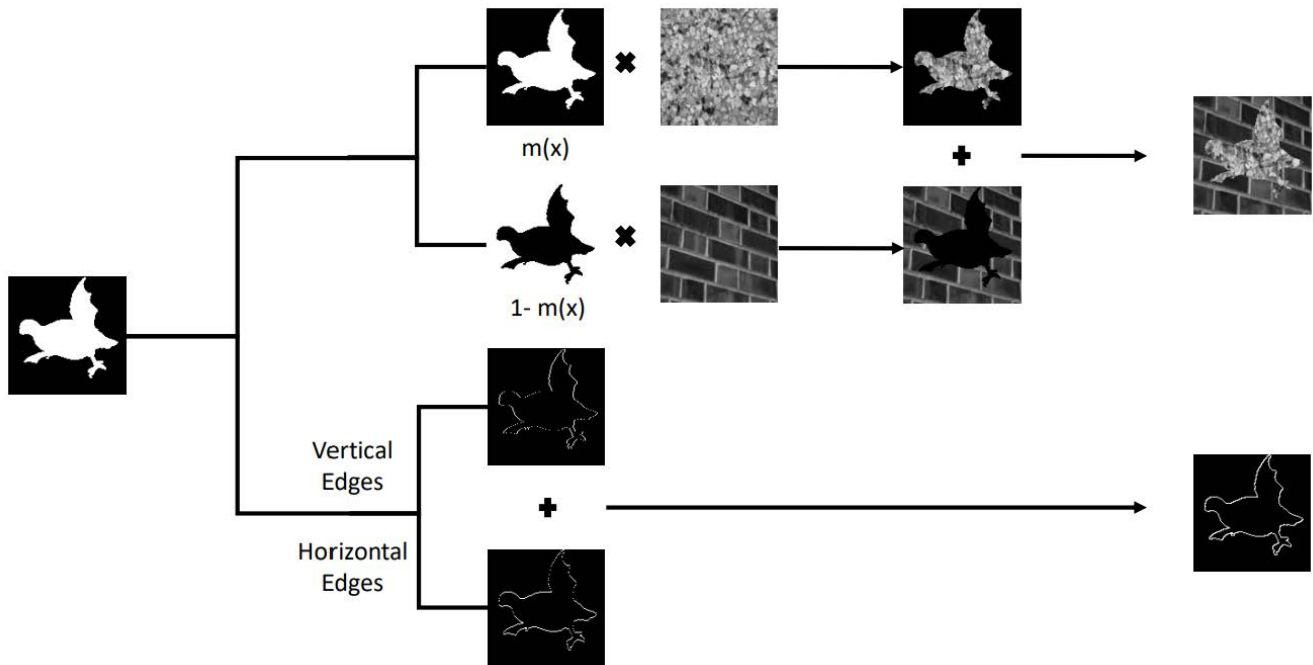 m(x)
1- m(x)
Vertical
Edges
Horizontal
Edges